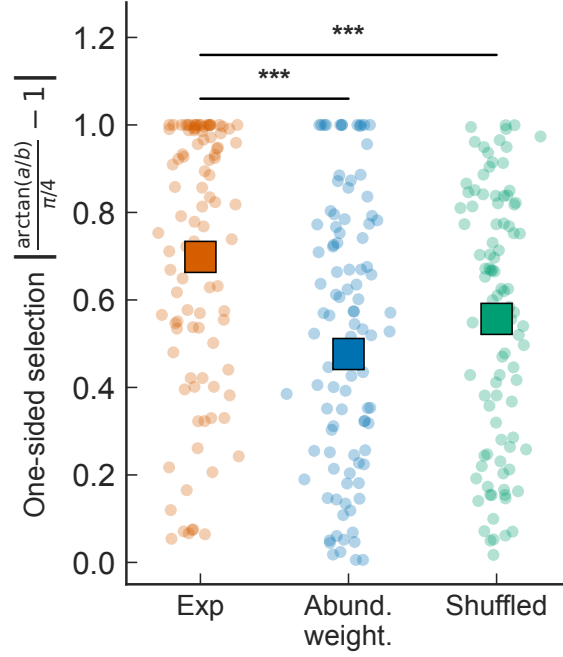 One-sided selection |arctan(a/b)/π/4 − 1|
1.2
1.0
0.8
0.6
0.4
0.2
0.0
***
***
Exp
Abund.
weight.
Shuffled